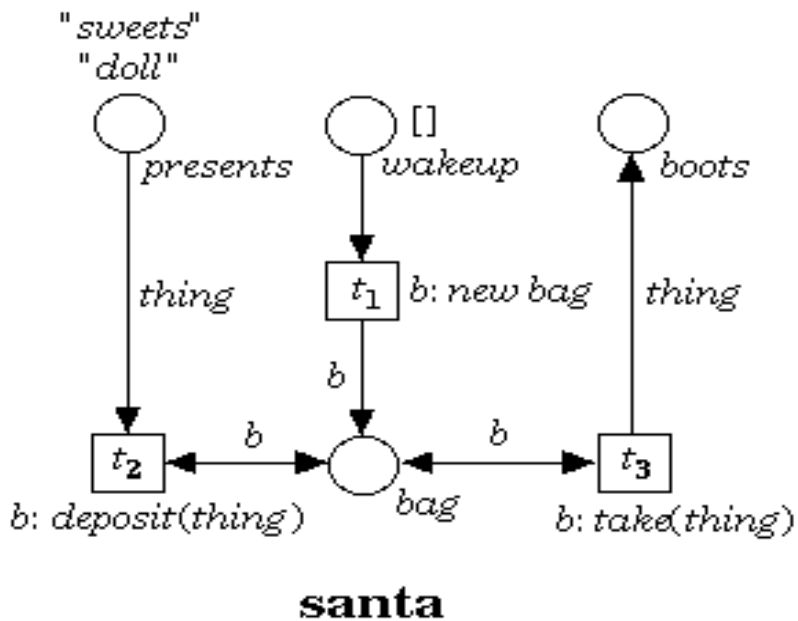 "sweets"
"doll"
[]
presents
wakeup
boots
thing
t1
b: new bag
thing
b
b
b
t2
t3
bag
b: deposit(thing)
b: take(thing)
santa